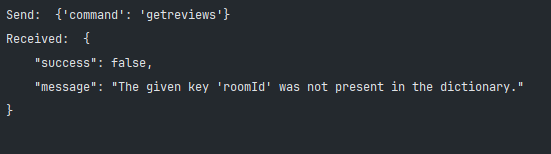 Send:  {'command': 'getreviews'}
Received:  {
    "success": false,
    "message": "The given key 'roomId' was not present in the dictionary."
}